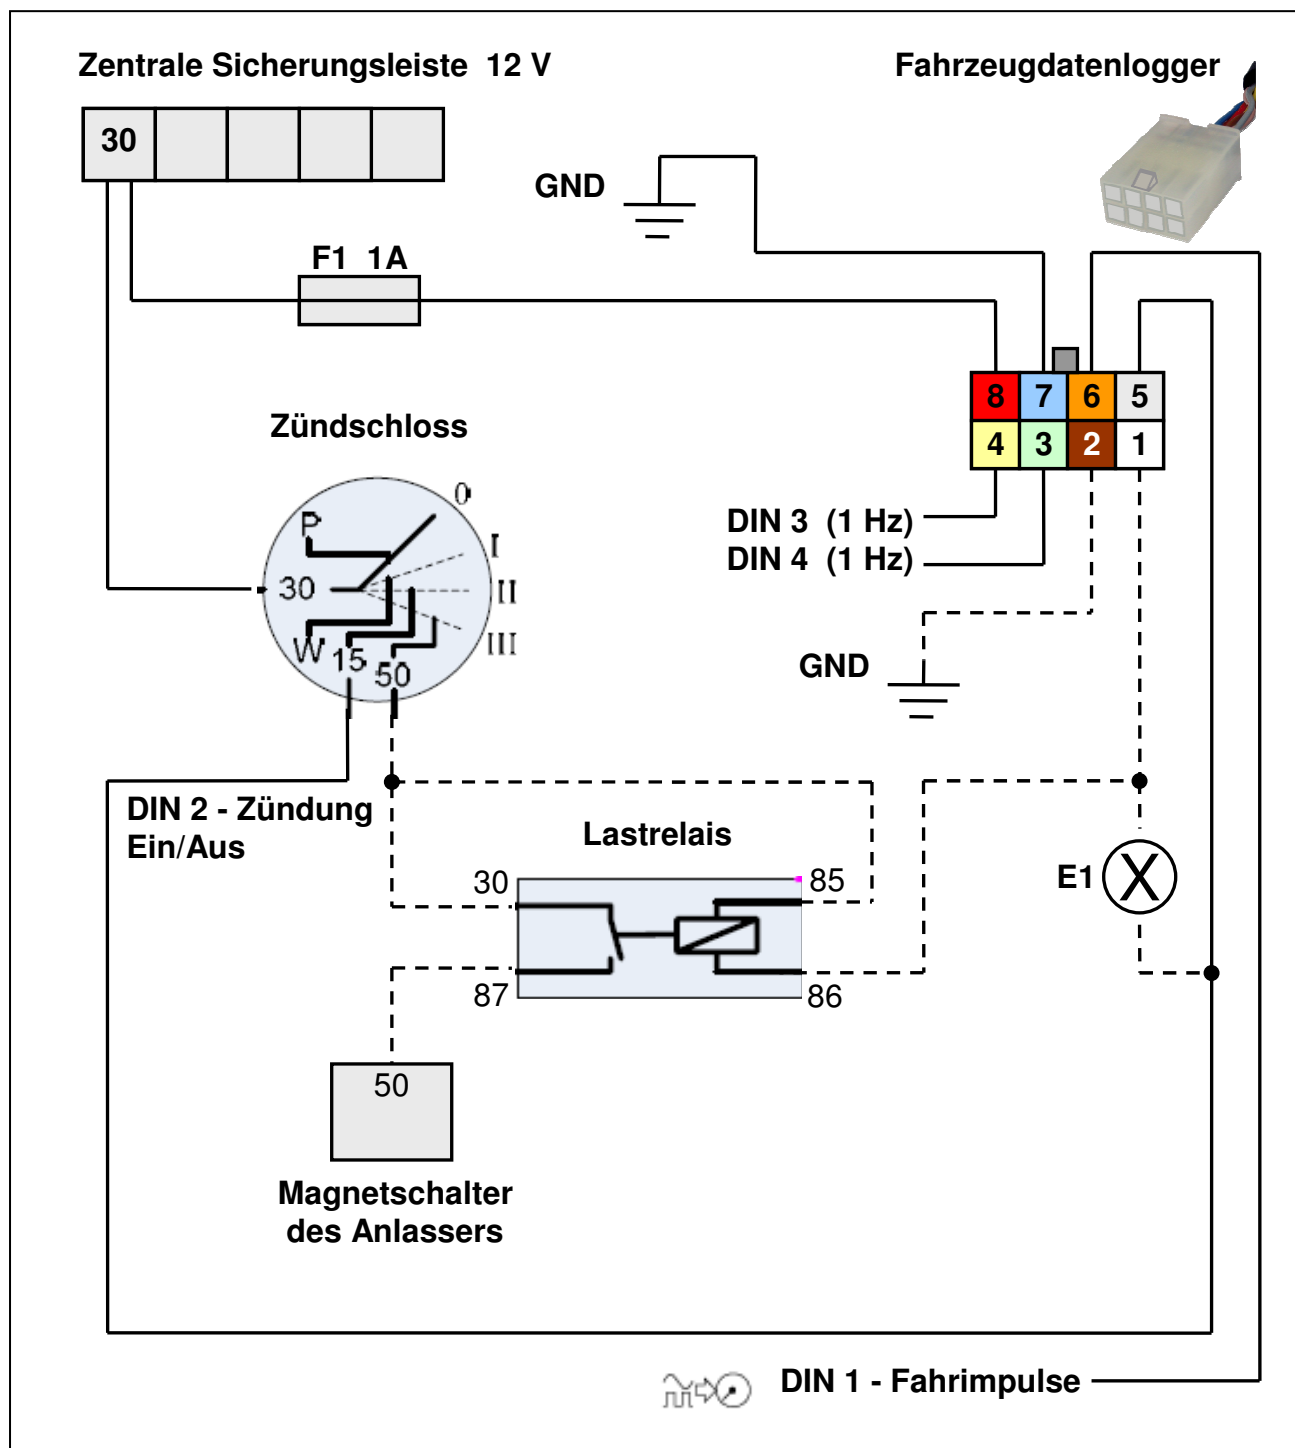 Zentrale Sicherungsleiste 12 V
Fahrzeugdatenlogger
30
GND
F1 1A
8 7 6 5
4 3 2 1
Zündschloss
0
P
I
30
II
W
15
50
III
DIN 3 (1 Hz)
DIN 4 (1 Hz)
GND
DIN 2 - Zündung
Ein/Aus
Lastrelais
30
85
E1
X
87
86
50
Magnetschalter
des Anlassers
DIN 1 - Fahrimpulse